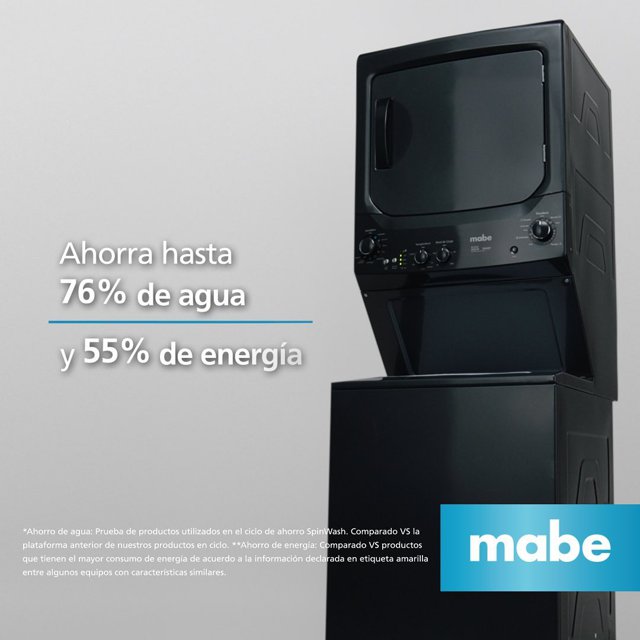 Ahorra hasta
76% de agua
y 55% de energía
mabe
*Ahorro de agua: Prueba de productos utilizados en el ciclo de ahorro SpinWash. Comparado VS la
plataforma anterior de nuestros productos en ciclo. **Ahorro de energía: Comparado VS productos
que tienen el mayor consumo de energía de acuerdo a la información declarada en etiqueta amarilla
entre algunos equipos con características similares.
mabe